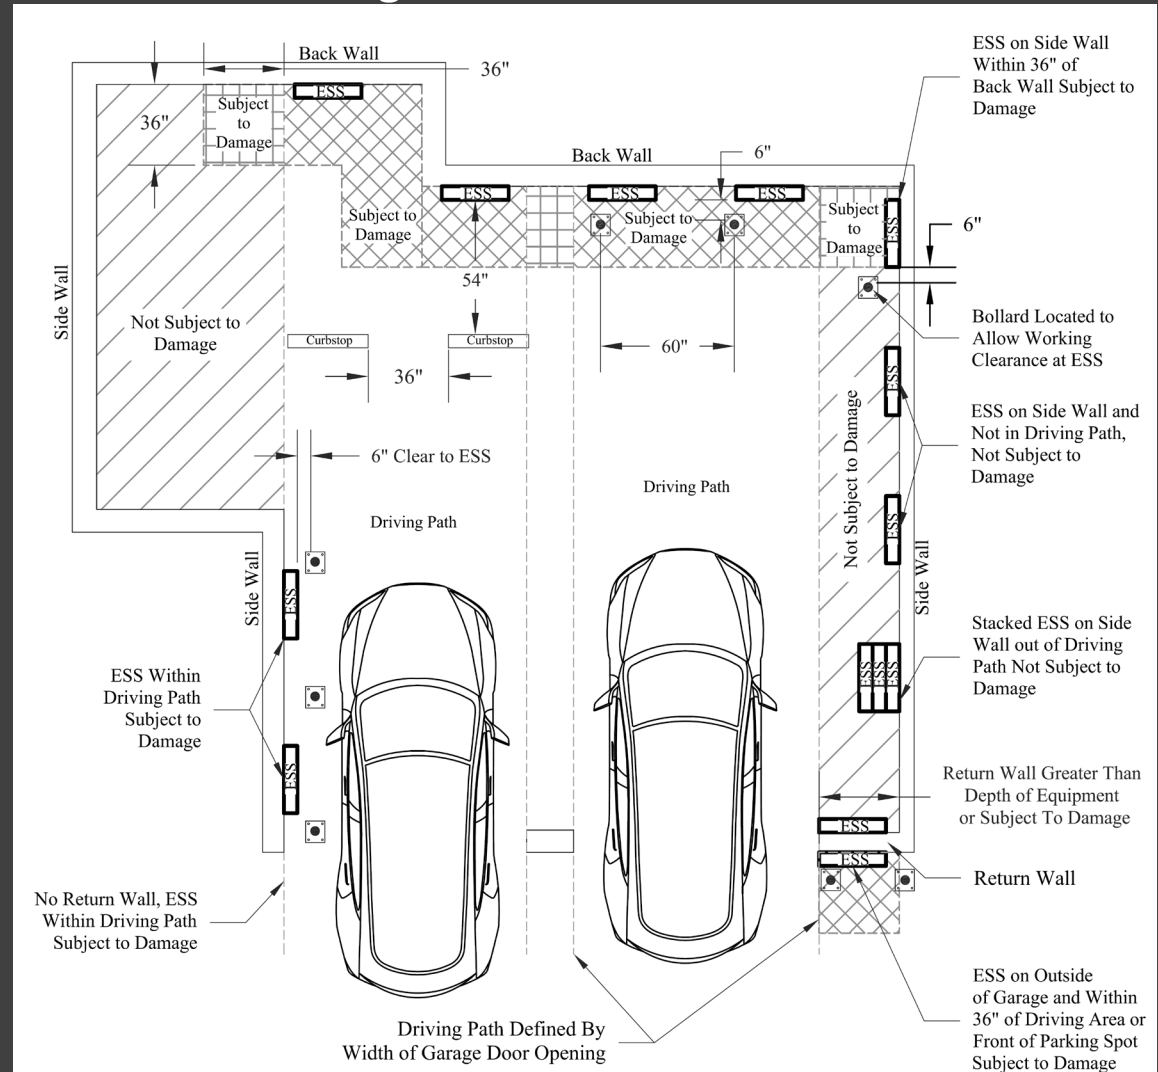 Back Wall
36"
ESS on Side Wall
Within 36" of
Back Wall Subject to
Damage
ESS
Subject
to
Damage
36"
Back Wall
6"
ESS
ESS
ESS
Subject to
Damage
Subject to
Damage
Subject
to
Damage
ESS
6"
54"
Side Wall
Not Subject to
Damage
Curbstop
Curbstop
60"
36"
Bollard Located to
Allow Working
Clearance at ESS
ESS
ESS on Side Wall and
Not in Driving Path,
Not Subject to
Damage
Not Subject to Damage
6" Clear to ESS
Driving Path
Driving Path
ESS
Side Wall
Side Wall
ESS
Stacked ESS on Side
Wall out of Driving
Path Not Subject to
Damage
ESS
ESS
ESS
ESS Within
Driving Path
Subject to
Damage
ESS
Return Wall Greater Than
Depth of Equipment
or Subject To Damage
ESS
ESS
Return Wall
No Return Wall, ESS
Within Driving Path
Subject to Damage
ESS on Outside
of Garage and Within
36" of Driving Area or
Front of Parking Spot
Subject to Damage
Driving Path Defined By
Width of Garage Door Opening